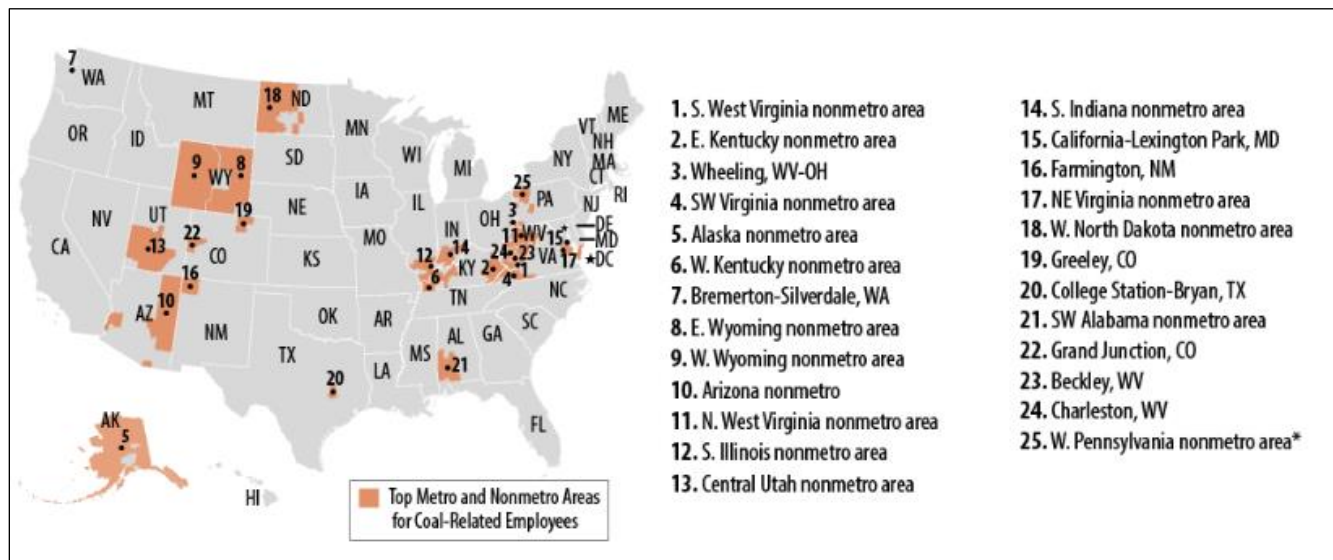 7
WA
MT
18
ND
OR
ID
MN
VT
ME
NH
SD
WI
NY
MA
MI
CT
9
WY
8
25
RI
IA
PA
NJ
NE
19
NV
UT
IL
IN
OH
3
DE
MD
13
22
CO
MO
11
WV
15
*
12
14
24
23
VA
17
★DC
CA
KS
KY
2
1
6
4
16
TN
NC
10
AZ
NM
OK
AR
SC
MS
AL
GA
TX
LA
21
20
FL
AK
5
HI
Top Metro and Nonmetro Areas
for Coal-Related Employees
1. S. West Virginia nonmetro area
2. E. Kentucky nonmetro area
3. Wheeling, WV-OH
4. SW Virginia nonmetro area
5. Alaska nonmetro area
6. W. Kentucky nonmetro area
7. Bremerton-Silverdale, WA
8. E. Wyoming nonmetro area
9. W. Wyoming nonmetro area
10. Arizona nonmetro
11. N. West Virginia nonmetro area
12. S. Illinois nonmetro area
13. Central Utah nonmetro area
14. S. Indiana nonmetro area
15. California-Lexington Park, MD
16. Farmington, NM
17. NE Virginia nonmetro area
18. W. North Dakota nonmetro area
19. Greeley, CO
20. College Station-Bryan, TX
21. SW Alabama nonmetro area
22. Grand Junction, CO
23. Beckley, WV
24. Charleston, WV
25. W. Pennsylvania nonmetro area*